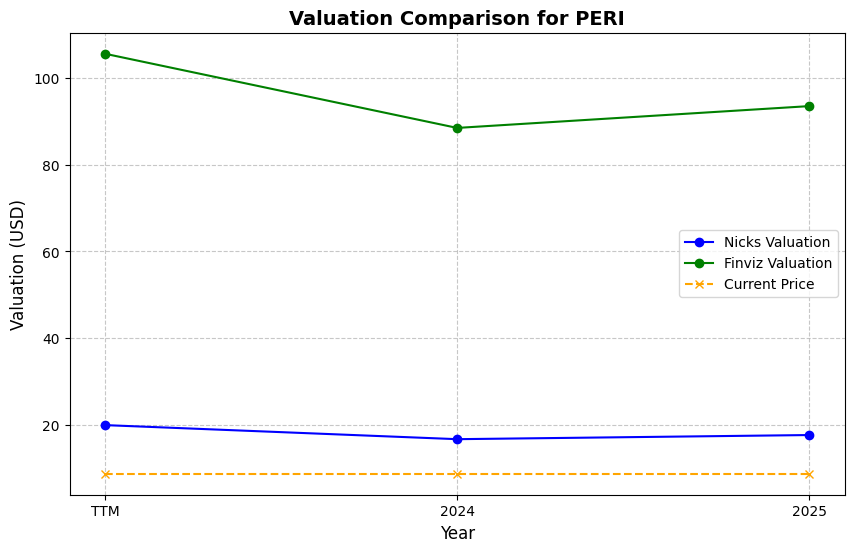 Valuation Comparison for PERI
Valuation (USD)
100
80
60
40
20
Nicks Valuation
Finviz Valuation
Current Price
TTM
2024
2025
Year